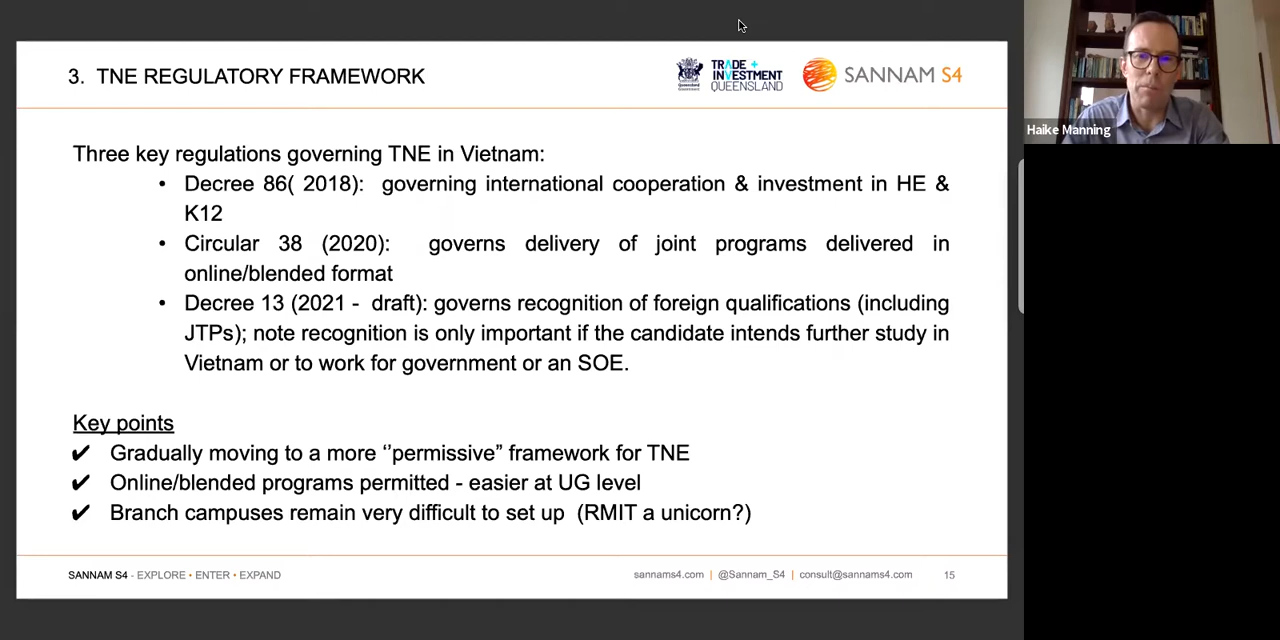 3. TNE REGULATORY FRAMEWORK
TRADE +
INVESTMENT
QUEENSLAND
SANNAM S4
Three key regulations governing TNE in Vietnam:
• Decree 86( 2018): governing international cooperation & investment in HE &
K12
• Circular 38 (2020): governs delivery of joint programs delivered in
online/blended format
• Decree 13 (2021 - draft): governs recognition of foreign qualifications (including
JTPs); note recognition is only important if the candidate intends further study in
Vietnam or to work for government or an SOE.
Key points
✔ Gradually moving to a more ‘’permissive” framework for TNE
✔ Online/blended programs permitted - easier at UG level
✔ Branch campuses remain very difficult to set up (RMIT a unicorn?)
SANNAM S4 - EXPLORE • ENTER • EXPAND
sannams4.com | @Sannam_S4 | consult@sannams4.com 15
Haike Manning